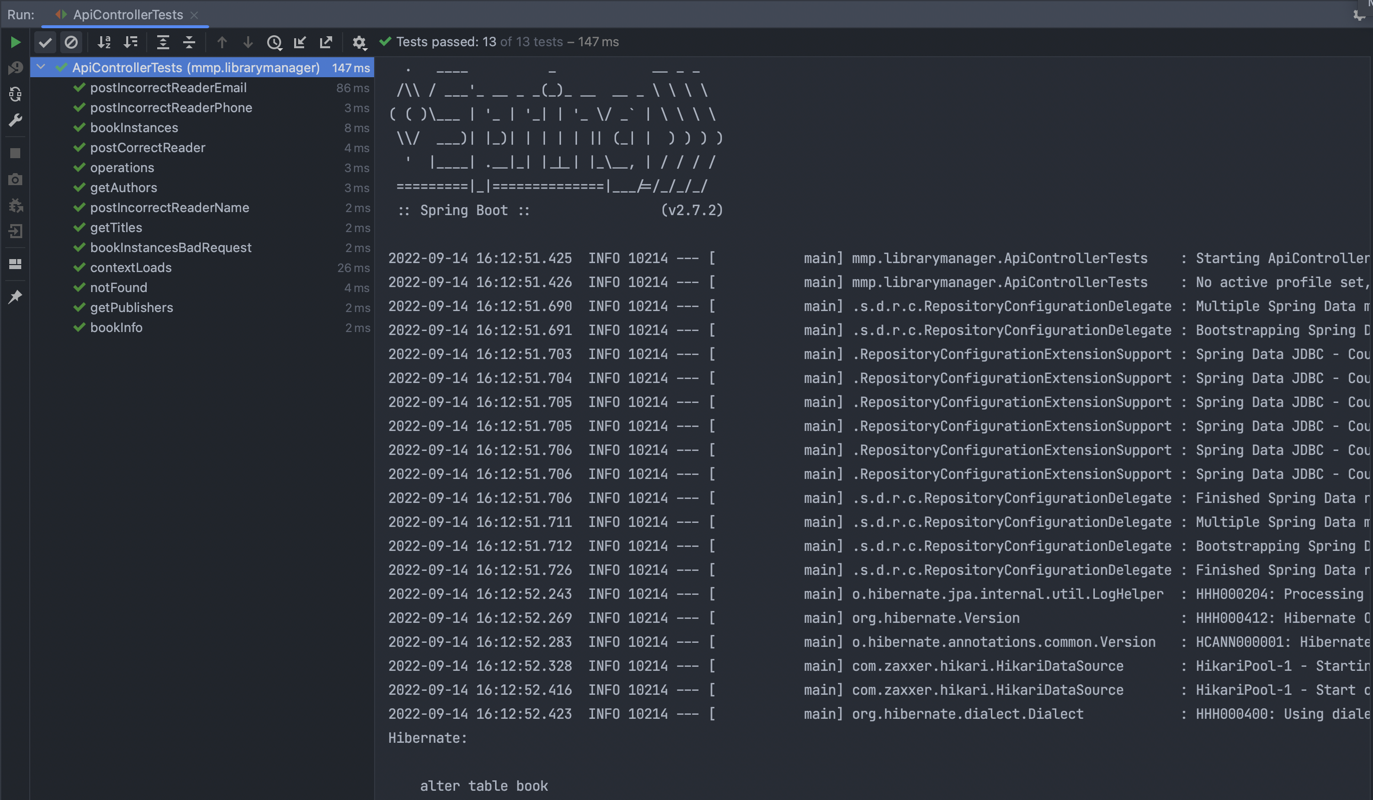 Run: ApiControllerTests
Tests passed: 13 of 13 tests – 147 ms
ApiControllerTests (mmp.librarymanager) 147 ms
postIncorrectReaderEmail 86 ms
postIncorrectReaderPhone 3 ms
bookInstances 8 ms
postCorrectReader 4 ms
operations 3 ms
getAuthors 3 ms
postIncorrectReaderName 2 ms
getTitles 2 ms
bookInstancesBadRequest 2 ms
contextLoads 26 ms
notFound 4 ms
getPublishers 2 ms
bookInfo 2 ms
:: Spring Boot :: (v2.7.2)
2022-09-14 16:12:51.425 INFO 10214 --- [ main] mmp.librarymanager.ApiControllerTests : Starting ApiController
2022-09-14 16:12:51.426 INFO 10214 --- [ main] mmp.librarymanager.ApiControllerTests : No active profile set,
2022-09-14 16:12:51.690 INFO 10214 --- [ main] .s.d.r.c.RepositoryConfigurationDelegate : Multiple Spring Data m
2022-09-14 16:12:51.691 INFO 10214 --- [ main] .s.d.r.c.RepositoryConfigurationDelegate : Bootstrapping Spring D
2022-09-14 16:12:51.703 INFO 10214 --- [ main] .RepositoryConfigurationExtensionSupport : Spring Data JDBC - Cou
2022-09-14 16:12:51.704 INFO 10214 --- [ main] .RepositoryConfigurationExtensionSupport : Spring Data JDBC - Cou
2022-09-14 16:12:51.705 INFO 10214 --- [ main] .RepositoryConfigurationExtensionSupport : Spring Data JDBC - Cou
2022-09-14 16:12:51.705 INFO 10214 --- [ main] .RepositoryConfigurationExtensionSupport : Spring Data JDBC - Cou
2022-09-14 16:12:51.706 INFO 10214 --- [ main] .RepositoryConfigurationExtensionSupport : Spring Data JDBC - Cou
2022-09-14 16:12:51.706 INFO 10214 --- [ main] .RepositoryConfigurationExtensionSupport : Spring Data JDBC - Cou
2022-09-14 16:12:51.706 INFO 10214 --- [ main] .s.d.r.c.RepositoryConfigurationDelegate : Finished Spring Data r
2022-09-14 16:12:51.711 INFO 10214 --- [ main] .s.d.r.c.RepositoryConfigurationDelegate : Multiple Spring Data m
2022-09-14 16:12:51.712 INFO 10214 --- [ main] .s.d.r.c.RepositoryConfigurationDelegate : Bootstrapping Spring D
2022-09-14 16:12:51.726 INFO 10214 --- [ main] .s.d.r.c.RepositoryConfigurationDelegate : Finished Spring Data r
2022-09-14 16:12:52.243 INFO 10214 --- [ main] o.hibernate.jpa.internal.util.LogHelper : HHH000204: Processing
2022-09-14 16:12:52.269 INFO 10214 --- [ main] org.hibernate.Version : HHH000412: Hibernate O
2022-09-14 16:12:52.283 INFO 10214 --- [ main] o.hibernate.annotations.common.Version : HCANN000001: Hibernate
2022-09-14 16:12:52.328 INFO 10214 --- [ main] com.zaxxer.hikari.HikariDataSource : HikariPool-1 - Startin
2022-09-14 16:12:52.416 INFO 10214 --- [ main] com.zaxxer.hikari.HikariDataSource : HikariPool-1 - Start c
2022-09-14 16:12:52.423 INFO 10214 --- [ main] org.hibernate.dialect.Dialect : HHH000400: Using diale
Hibernate:
alter table book